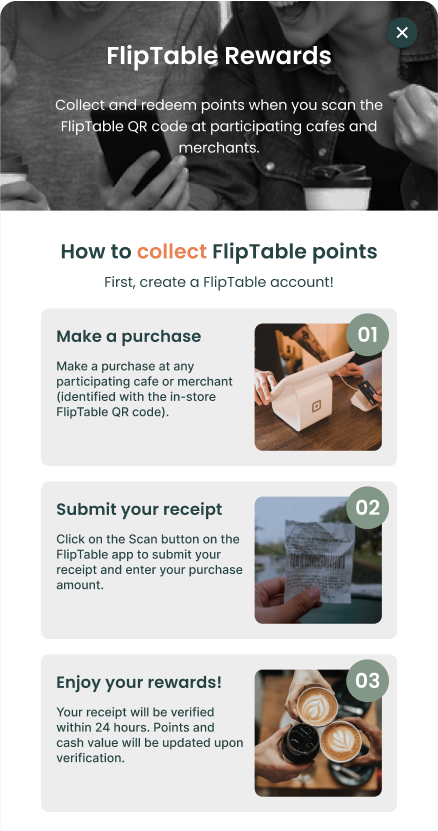 FlipTable Rewards
Collect and redeem points when you scan the
FlipTable QR code at participating cafes and
merchants.
How to collect FlipTable points
First, create a FlipTable account!
Make a purchase
01
Make a purchase at any
participating cafe or merchant
(identified with the in-store
FlipTable QR code).
Submit your receipt
02
Click on the Scan button on the
FlipTable app to submit your
receipt and enter your purchase
amount.
Enjoy your rewards!
03
Your receipt will be verified
within 24 hours. Points and
cash value will be updated upon
verification.